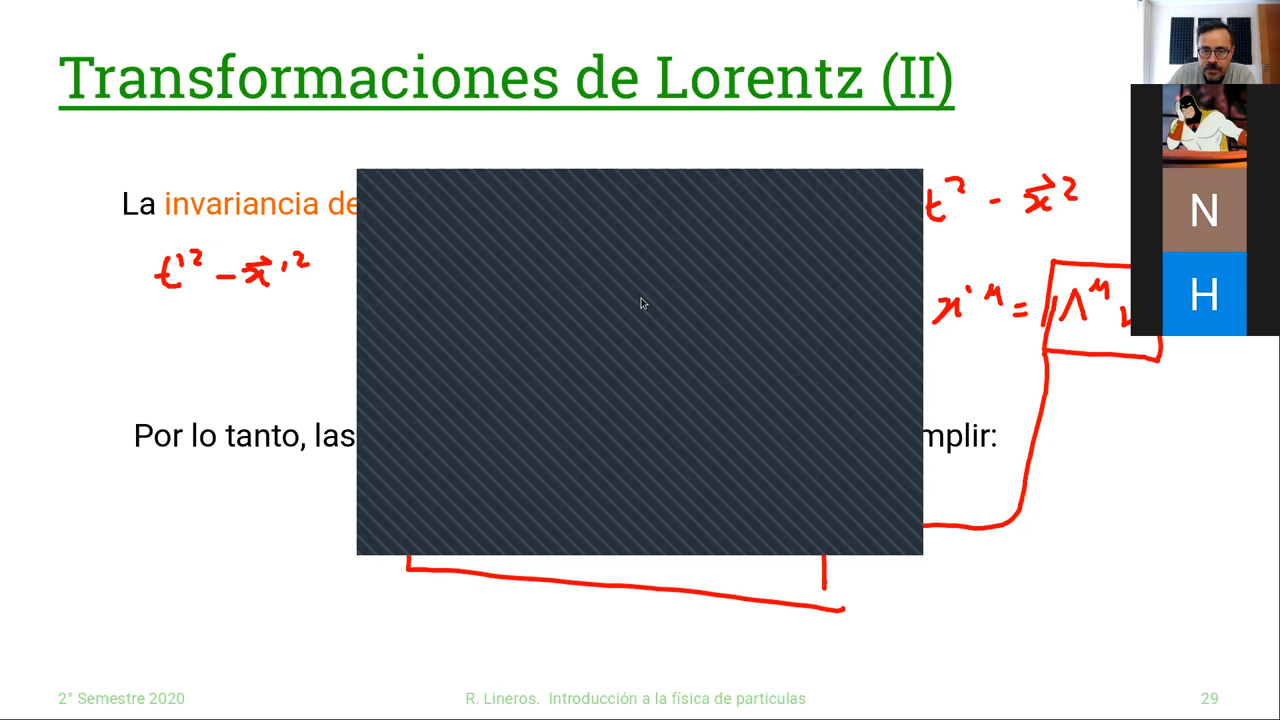 Transformaciones de Lorentz (II)
La invariancia de
t² - x⃗²
t'² - x⃗'²
x'^μ = Λ^μ
Por lo tanto, las
mplir:
N
H
2° Semestre 2020
R. Lineros. Introducción a la física de particulas
29